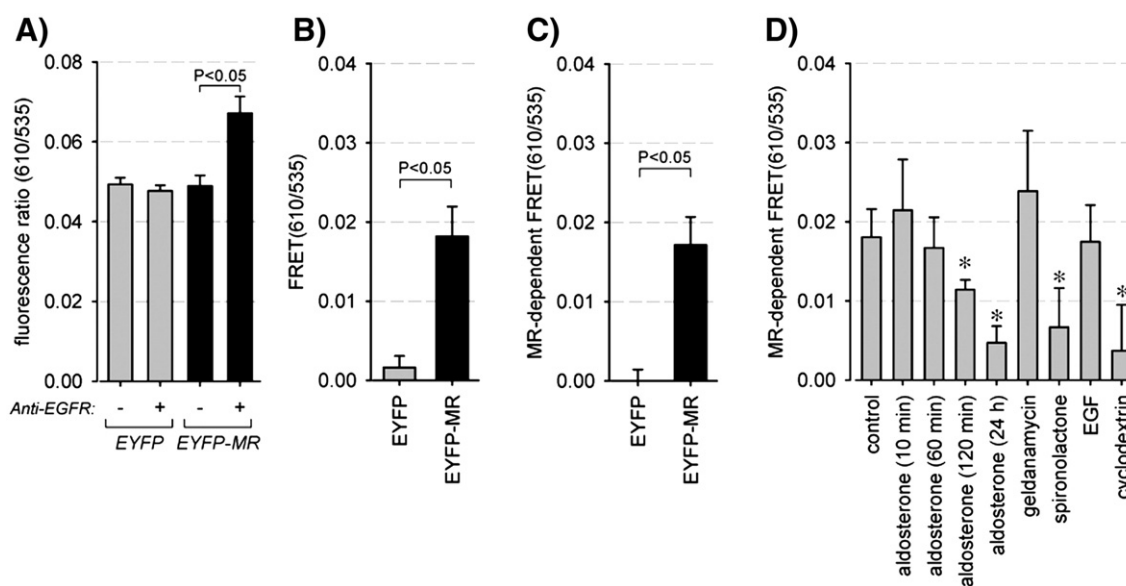 A)
fluorescence ratio (610/535)
0.08
0.06
0.04
0.02
0.00
P<0.05
Anti-EGFR: - + - +
EYFP EYFP-MR
B)
FRET(610/535)
0.04
0.03
0.02
0.01
0.00
P<0.05
EYFP
EYFP-MR
C)
MR-dependent FRET(610/535)
0.04
0.03
0.02
0.01
0.00
P<0.05
EYFP
EYFP-MR
D)
MR-dependent FRET(610/535)
0.04
0.03
0.02
0.01
0.00
*
*
*
*
control
aldosterone (10 min)
aldosterone (60 min)
aldosterone (120 min)
aldosterone (24 h)
geldanamycin
spironolactone
EGF
cyclodextrin